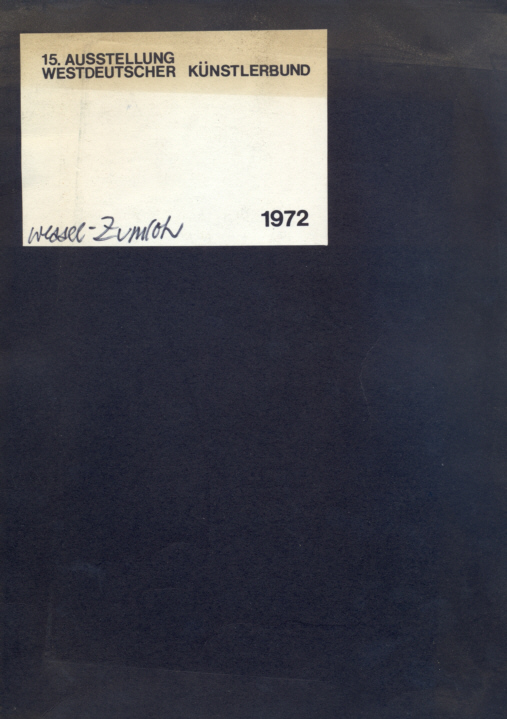 15. AUSSTELLUNG
WESTDEUTSCHER KÜNSTLERBUND
1972
Wessel-Zumloh